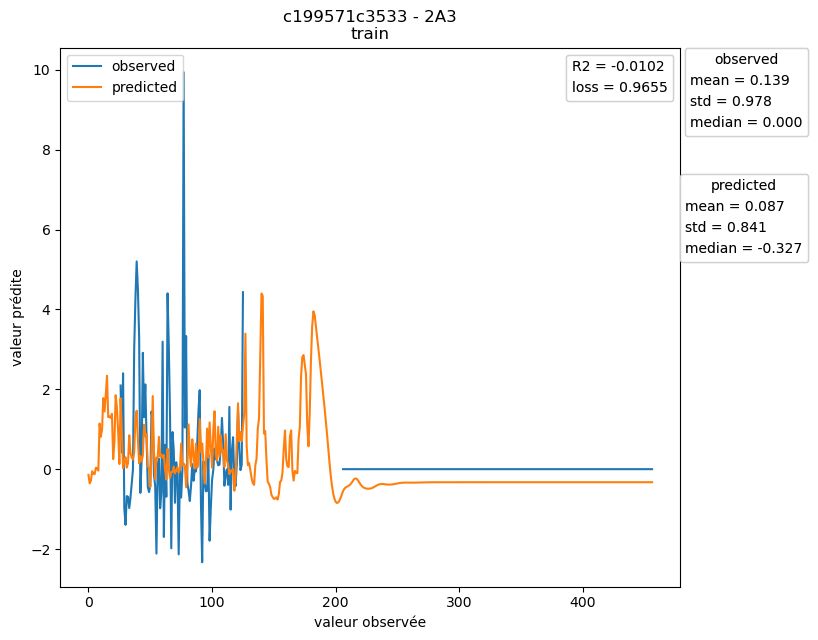 c199571c3533 - 2A3
train
observed
predicted
R2 = -0.0102
loss = 0.9655
observed
mean = 0.139
std = 0.978
median = 0.000
predicted
mean = 0.087
std = 0.841
median = -0.327
valeur prédite
10
8
6
4
2
0
−2
0
100
200
300
400
valeur observée